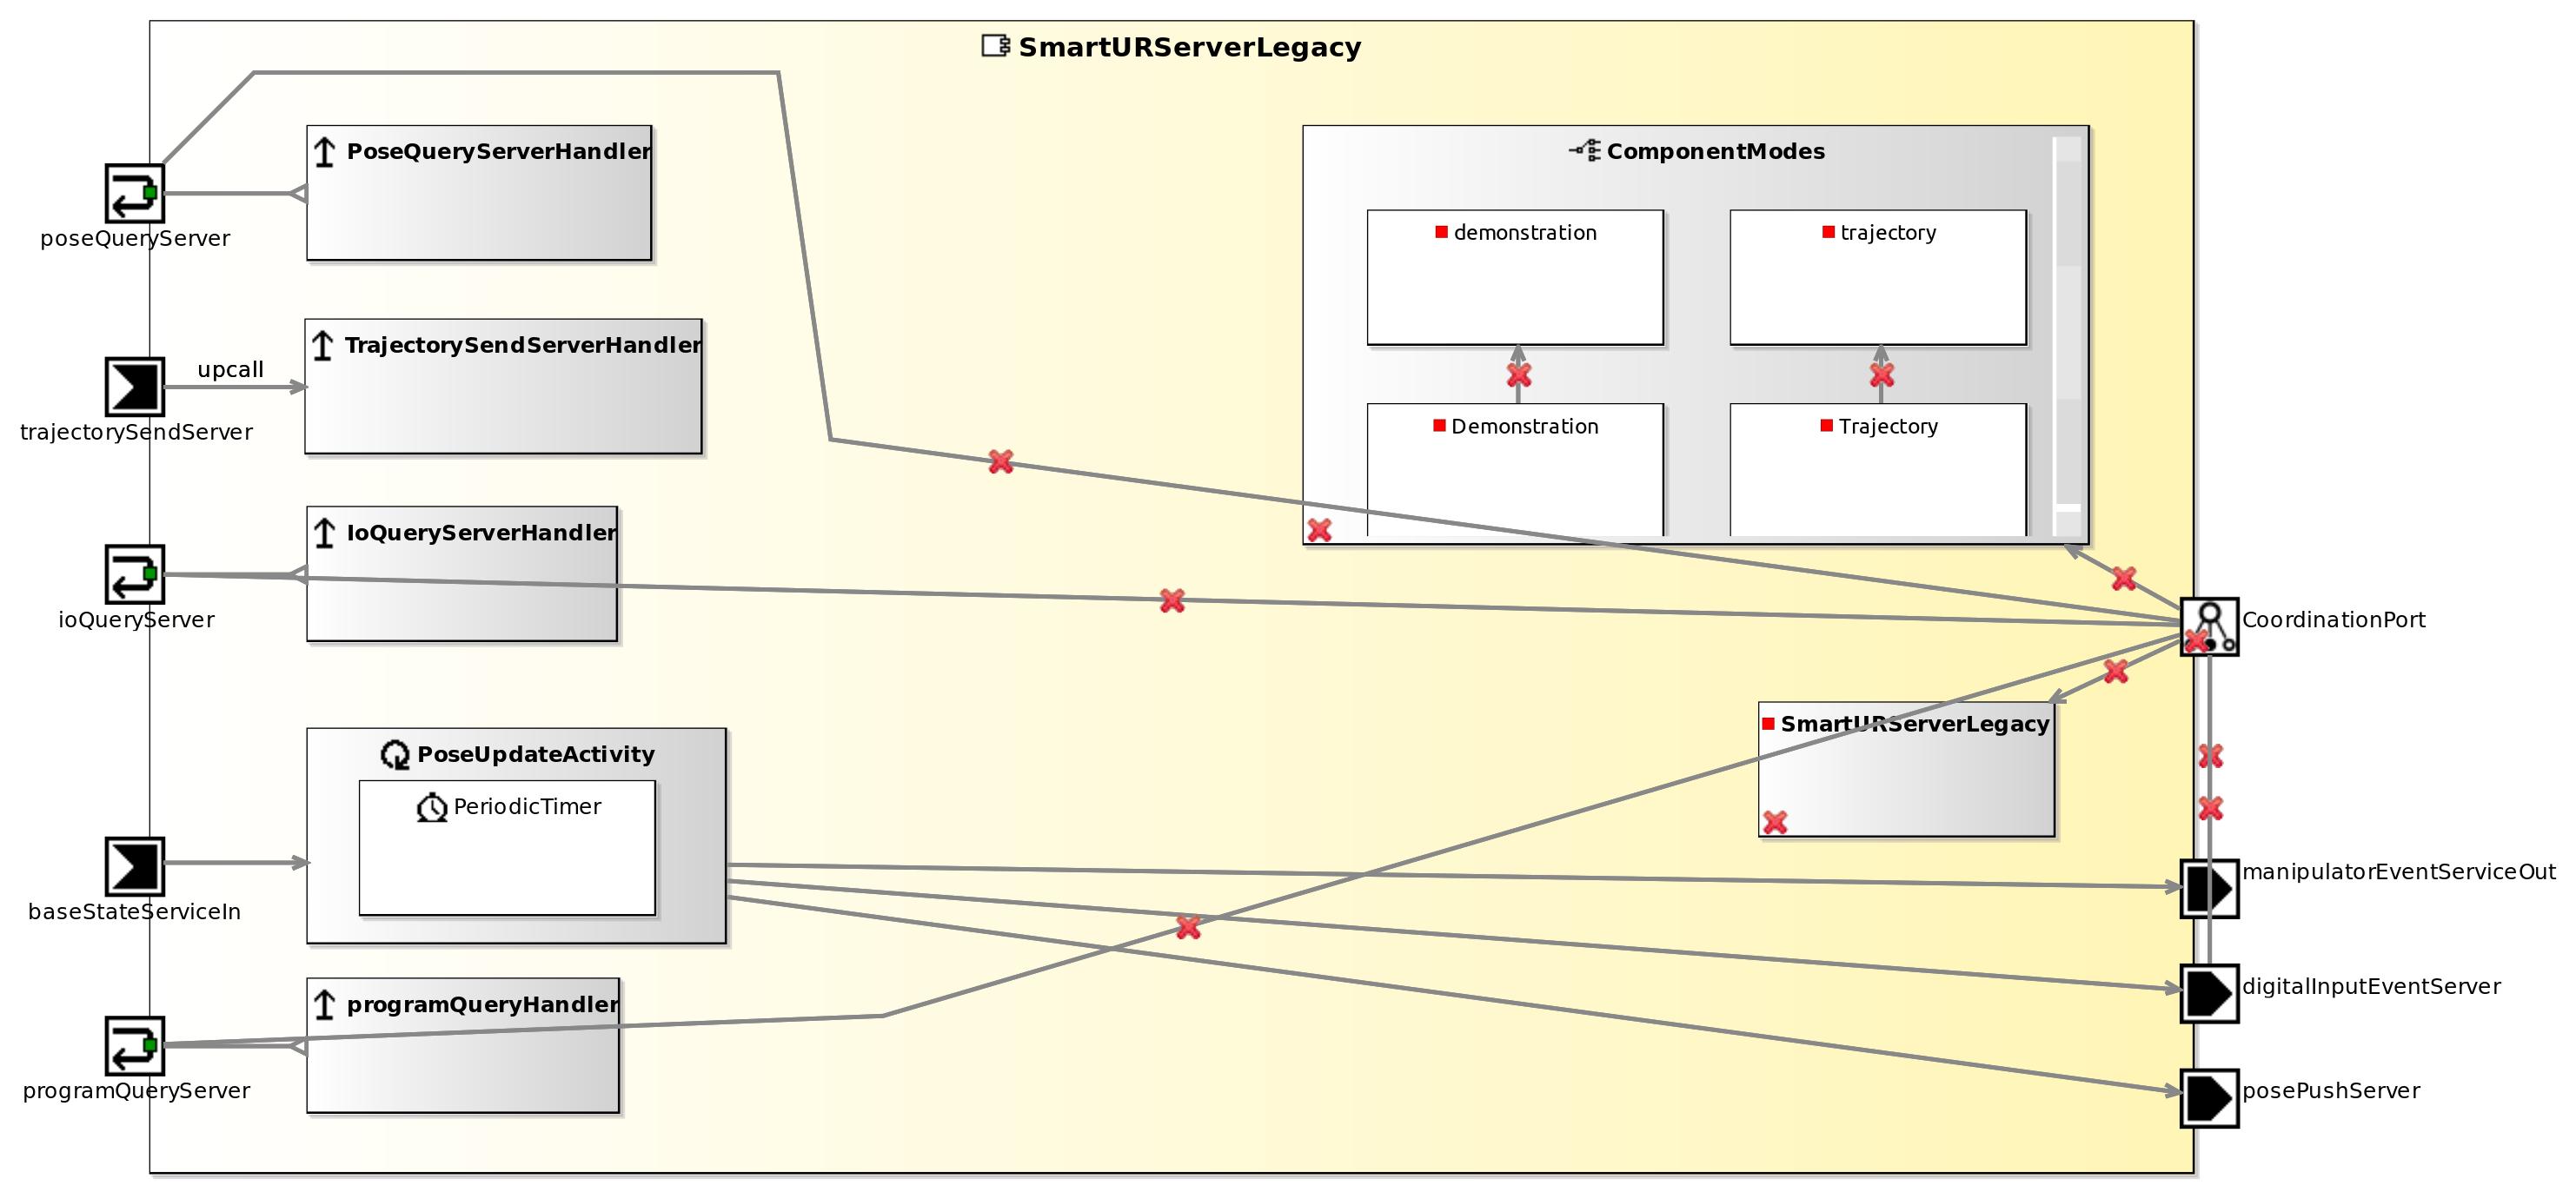 SmartURServerLegacy
PoseQueryServerHandler
poseQueryServer
TrajectorySendServerHandler
upcall
trajectorySendServer
IoQueryServerHandler
ioQueryServer
PoseUpdateActivity
PeriodicTimer
baseStateServiceIn
programQueryHandler
programQueryServer
ComponentModes
demonstration
trajectory
Demonstration
Trajectory
CoordinationPort
SmartURServerLegacy
manipulatorEventServiceOut
digitalInputEventServer
posePushServer